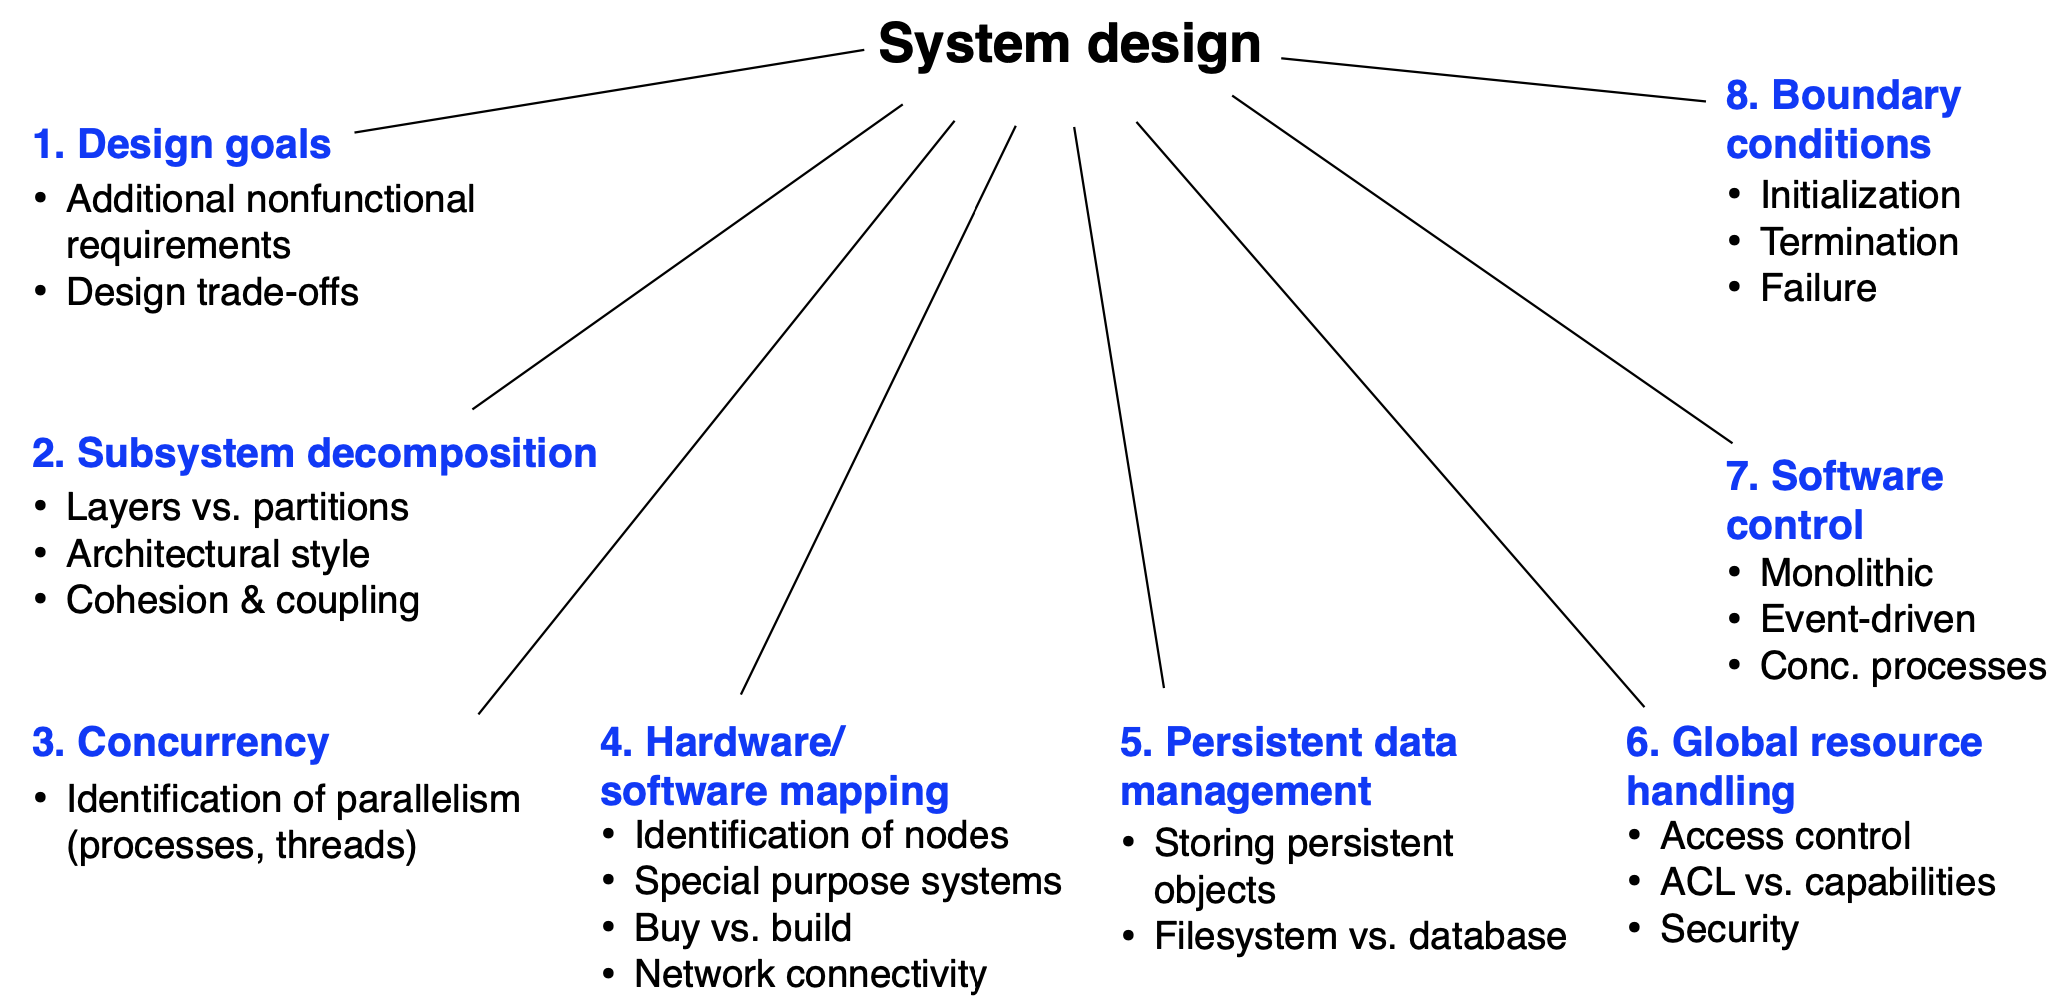 System design
1. Design goals
• Additional nonfunctional
requirements
• Design trade-offs
2. Subsystem decomposition
• Layers vs. partitions
• Architectural style
• Cohesion & coupling
3. Concurrency
• Identification of parallelism
(processes, threads)
4. Hardware/
software mapping
• Identification of nodes
• Special purpose systems
• Buy vs. build
• Network connectivity
5. Persistent data
management
• Storing persistent
objects
• Filesystem vs. database
6. Global resource
handling
• Access control
• ACL vs. capabilities
• Security
7. Software
control
• Monolithic
• Event-driven
• Conc. processes
8. Boundary
conditions
• Initialization
• Termination
• Failure